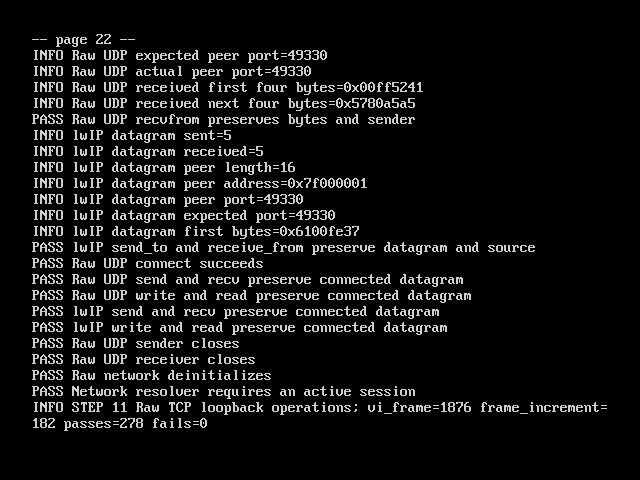 -- page 22 --
INFO Raw UDP expected peer port=49330
INFO Raw UDP actual peer port=49330
INFO Raw UDP received first four bytes=0x00ff5241
INFO Raw UDP received next four bytes=0x5780a5a5
PASS Raw UDP recvfrom preserves bytes and sender
INFO lwIP datagram sent=5
INFO lwIP datagram received=5
INFO lwIP datagram peer length=16
INFO lwIP datagram peer address=0x7f000001
INFO lwIP datagram peer port=49330
INFO lwIP datagram expected port=49330
INFO lwIP datagram first bytes=0x6100fe37
PASS lwIP send_to and receive_from preserve datagram and source
PASS Raw UDP connect succeeds
PASS Raw UDP send and recv preserve connected datagram
PASS Raw UDP write and read preserve connected datagram
PASS lwIP send and recv preserve connected datagram
PASS lwIP write and read preserve connected datagram
PASS Raw UDP sender closes
PASS Raw UDP receiver closes
PASS Raw network deinitializes
PASS Network resolver requires an active session
INFO STEP 11 Raw TCP loopback operations; vi_frame=1876 frame_increment=
182 passes=278 fails=0